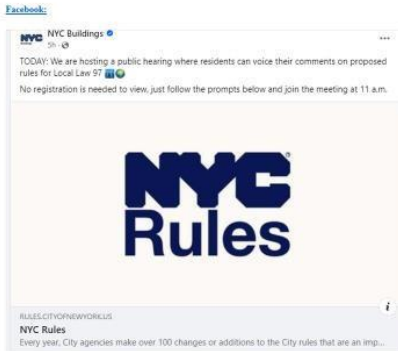 Facebook:
NYC
NYC Buildings
5h ·
TODAY: We are hosting a public hearing where residents can voice their comments on proposed
rules for Local Law 97
No registration is needed to view, just follow the prompts below and join the meeting at 11 a.m.
NYC
Rules
RULES.CITYOFNEWYORK.US
NYC Rules
Every year, City agencies make over 100 changes or additions to the City rules that are an imp...